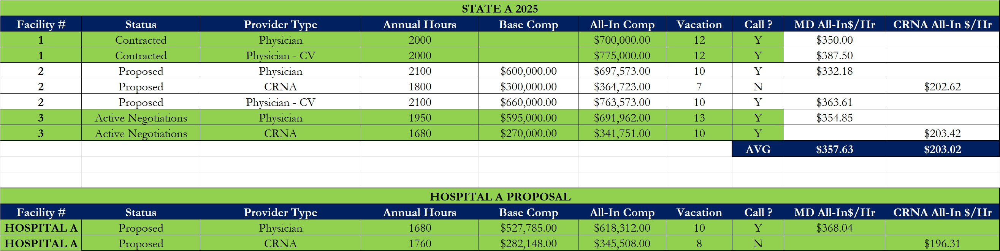 STATE A 2025
Facility # Status Provider Type Annual Hours Base Comp All-In Comp Vacation Call ? MD All-In$/Hr CRNA All-In $/Hr
1 Contracted Physician 2000 $700,000.00 12 Y $350.00
1 Contracted Physician - CV 2000 $775,000.00 12 Y $387.50
2 Proposed Physician 2100 $600,000.00 $697,573.00 10 Y $332.18
2 Proposed CRNA 1800 $300,000.00 $364,723.00 7 N $202.62
2 Proposed Physician - CV 2100 $660,000.00 $763,573.00 10 Y $363.61
3 Active Negotiations Physician 1950 $595,000.00 $691,962.00 13 Y $354.85
3 Active Negotiations CRNA 1680 $270,000.00 $341,751.00 10 Y $203.42
AVG $357.63 $203.02
HOSPITAL A PROPOSAL
Facility # Status Provider Type Annual Hours Base Comp All-In Comp Vacation Call ? MD All-In$/Hr CRNA All-In $/Hr
HOSPITAL A Proposed Physician 1680 $527,785.00 $618,312.00 10 Y $368.04
HOSPITAL A Proposed CRNA 1760 $282,148.00 $345,508.00 8 N $196.31